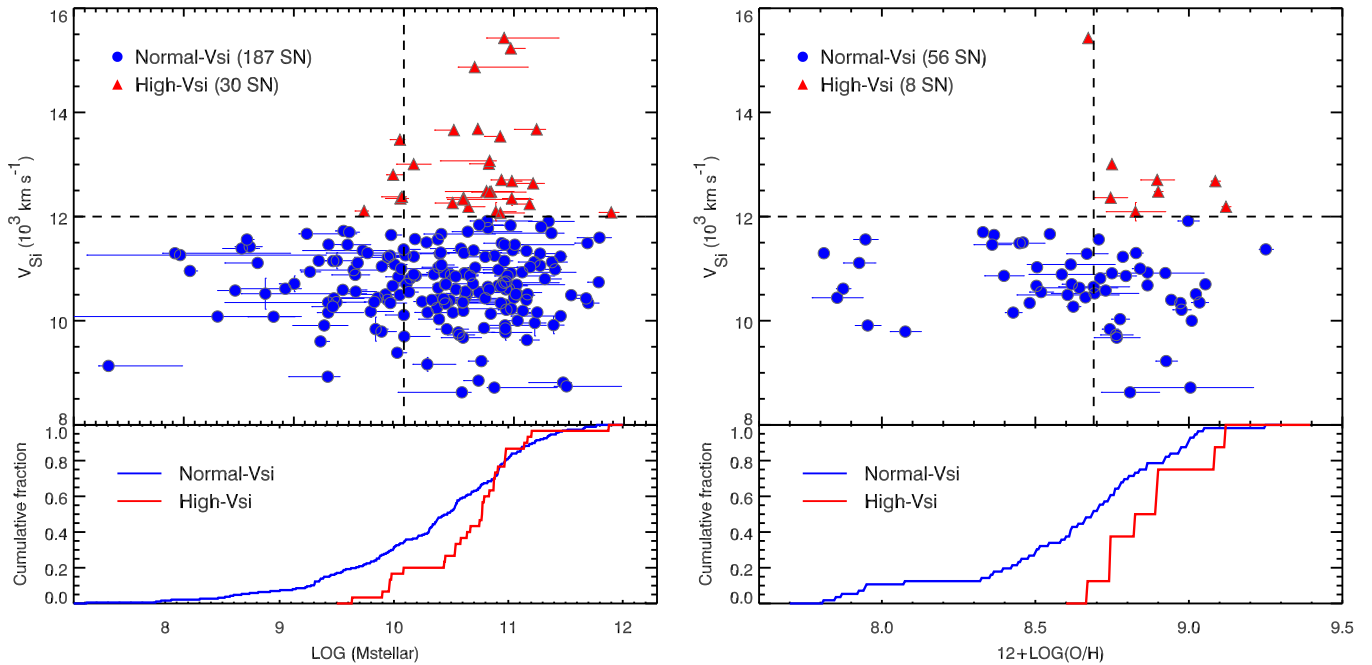 16
14
12
10
8
V Si (10³ km s⁻¹)
Normal-Vsi (187 SN)
High-Vsi (30 SN)
1.0
0.8
0.6
0.4
0.2
0.0
Cumulative fraction
Normal-Vsi
High-Vsi
8 9 10 11 12
LOG (Mstellar)
16
14
12
10
8
V Si (10³ km s⁻¹)
Normal-Vsi (56 SN)
High-Vsi (8 SN)
1.0
0.8
0.6
0.4
0.2
0.0
Cumulative fraction
Normal-Vsi
High-Vsi
8.0 8.5 9.0 9.5
12+LOG(O/H)